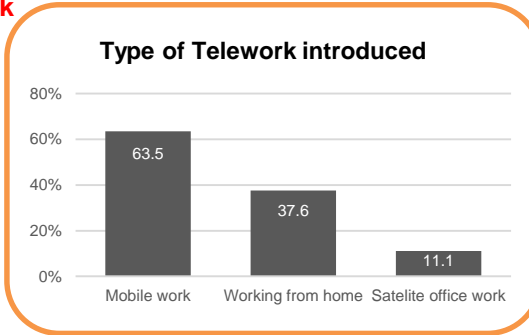 k
Type of Telework introduced
80%
60%
40%
20%
0%
63.5
37.6
11.1
Mobile work Working from home Satelite office work